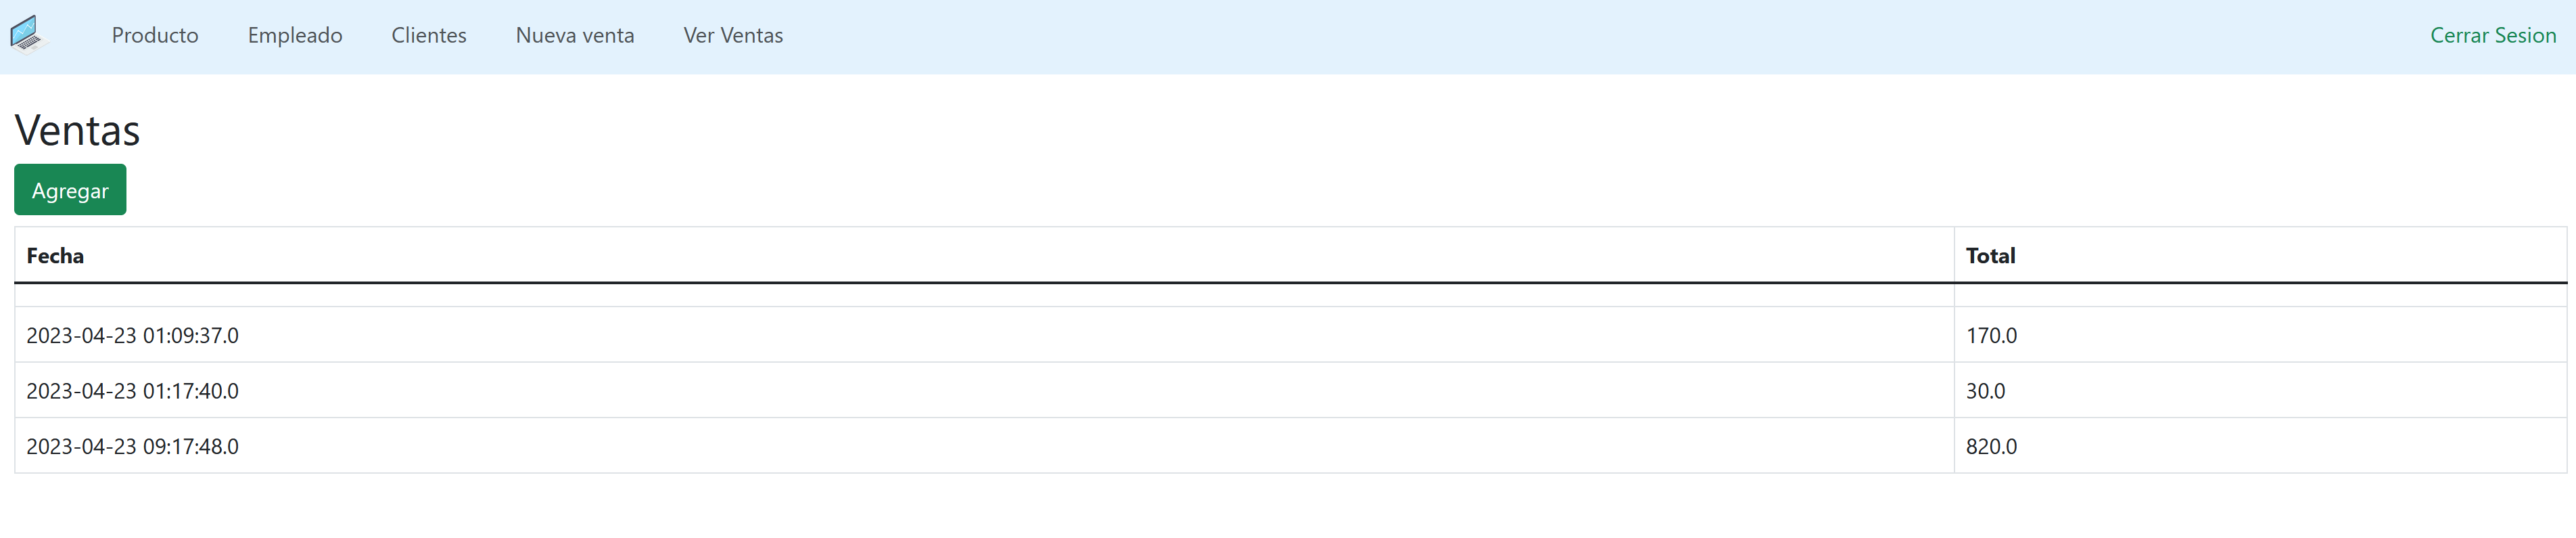 Producto Empleado Clientes Nueva venta Ver Ventas Cerrar Sesion
Ventas
Agregar
Fecha Total
2023-04-23 01:09:37.0 170.0
2023-04-23 01:17:40.0 30.0
2023-04-23 09:17:48.0 820.0